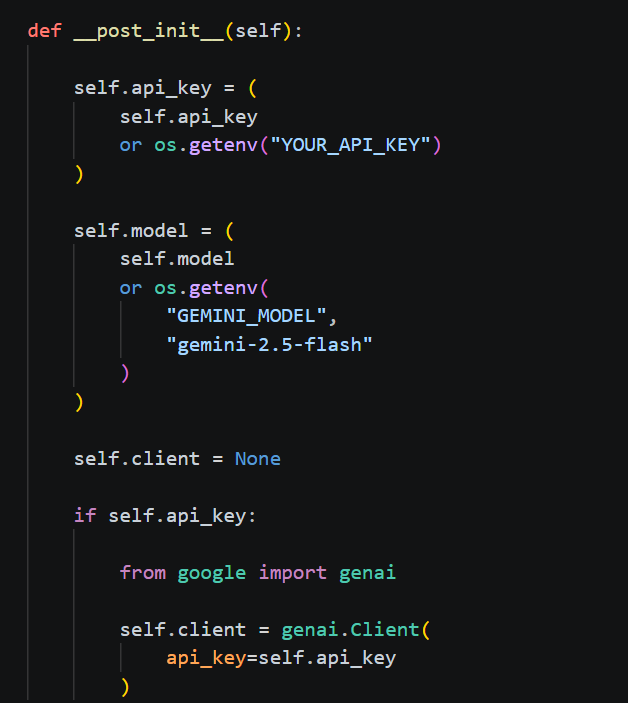 def __post_init__(self):
self.api_key = (
self.api_key
or os.getenv("YOUR_API_KEY")
)
self.model = (
self.model
or os.getenv(
"GEMINI_MODEL",
"gemini-2.5-flash"
)
)
self.client = None
if self.api_key:
from google import genai
self.client = genai.Client(
api_key=self.api_key
)